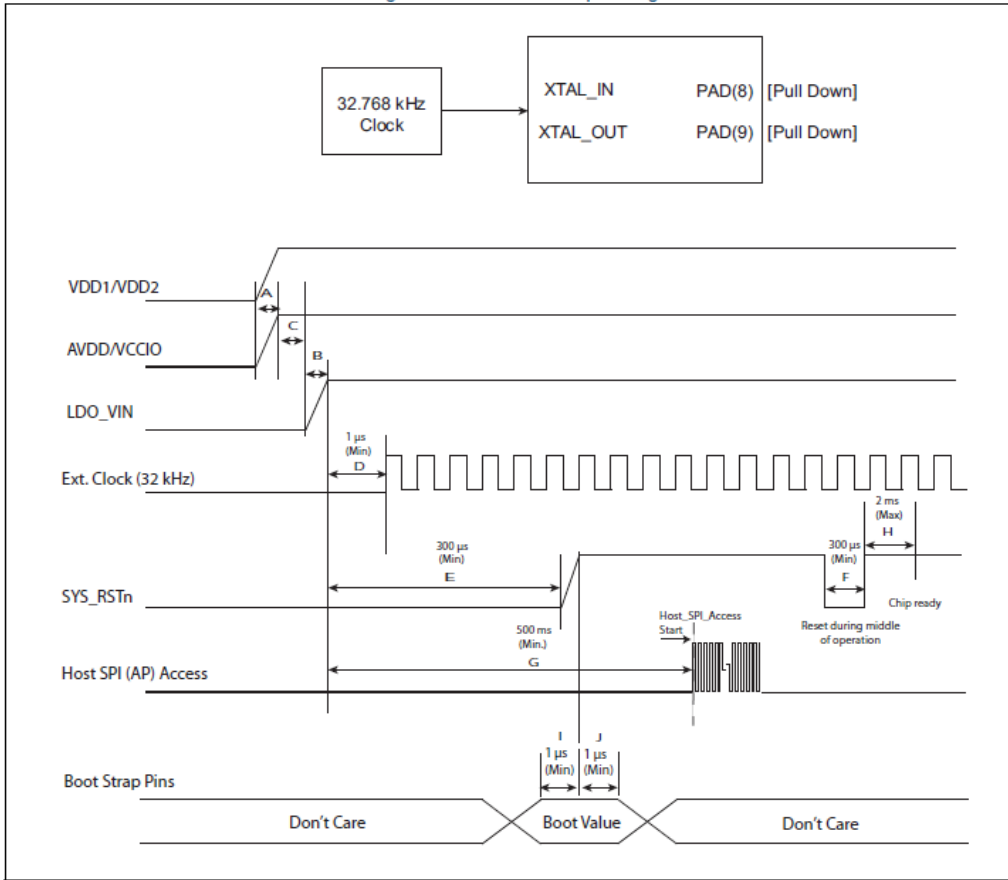 32.768 kHz
Clock
XTAL_IN PAD(8) [Pull Down]
XTAL_OUT PAD(9) [Pull Down]
VDD1/VDD2
A
C
AVDD/VCCIO
B
LDO_VIN
1 µs
(Min)
D
Ext. Clock (32 kHz)
2 ms
(Max)
H
300 µs
(Min)
E
300 µs
(Min)
F
SYS_RSTn
Chip ready
Reset during middle
of operation
Host_SPI_Access
Start
500 ms
(Min.)
G
Host SPI (AP) Access
I J
1 µs 1 µs
(Min) (Min)
Boot Strap Pins
Don't Care Boot Value Don't Care